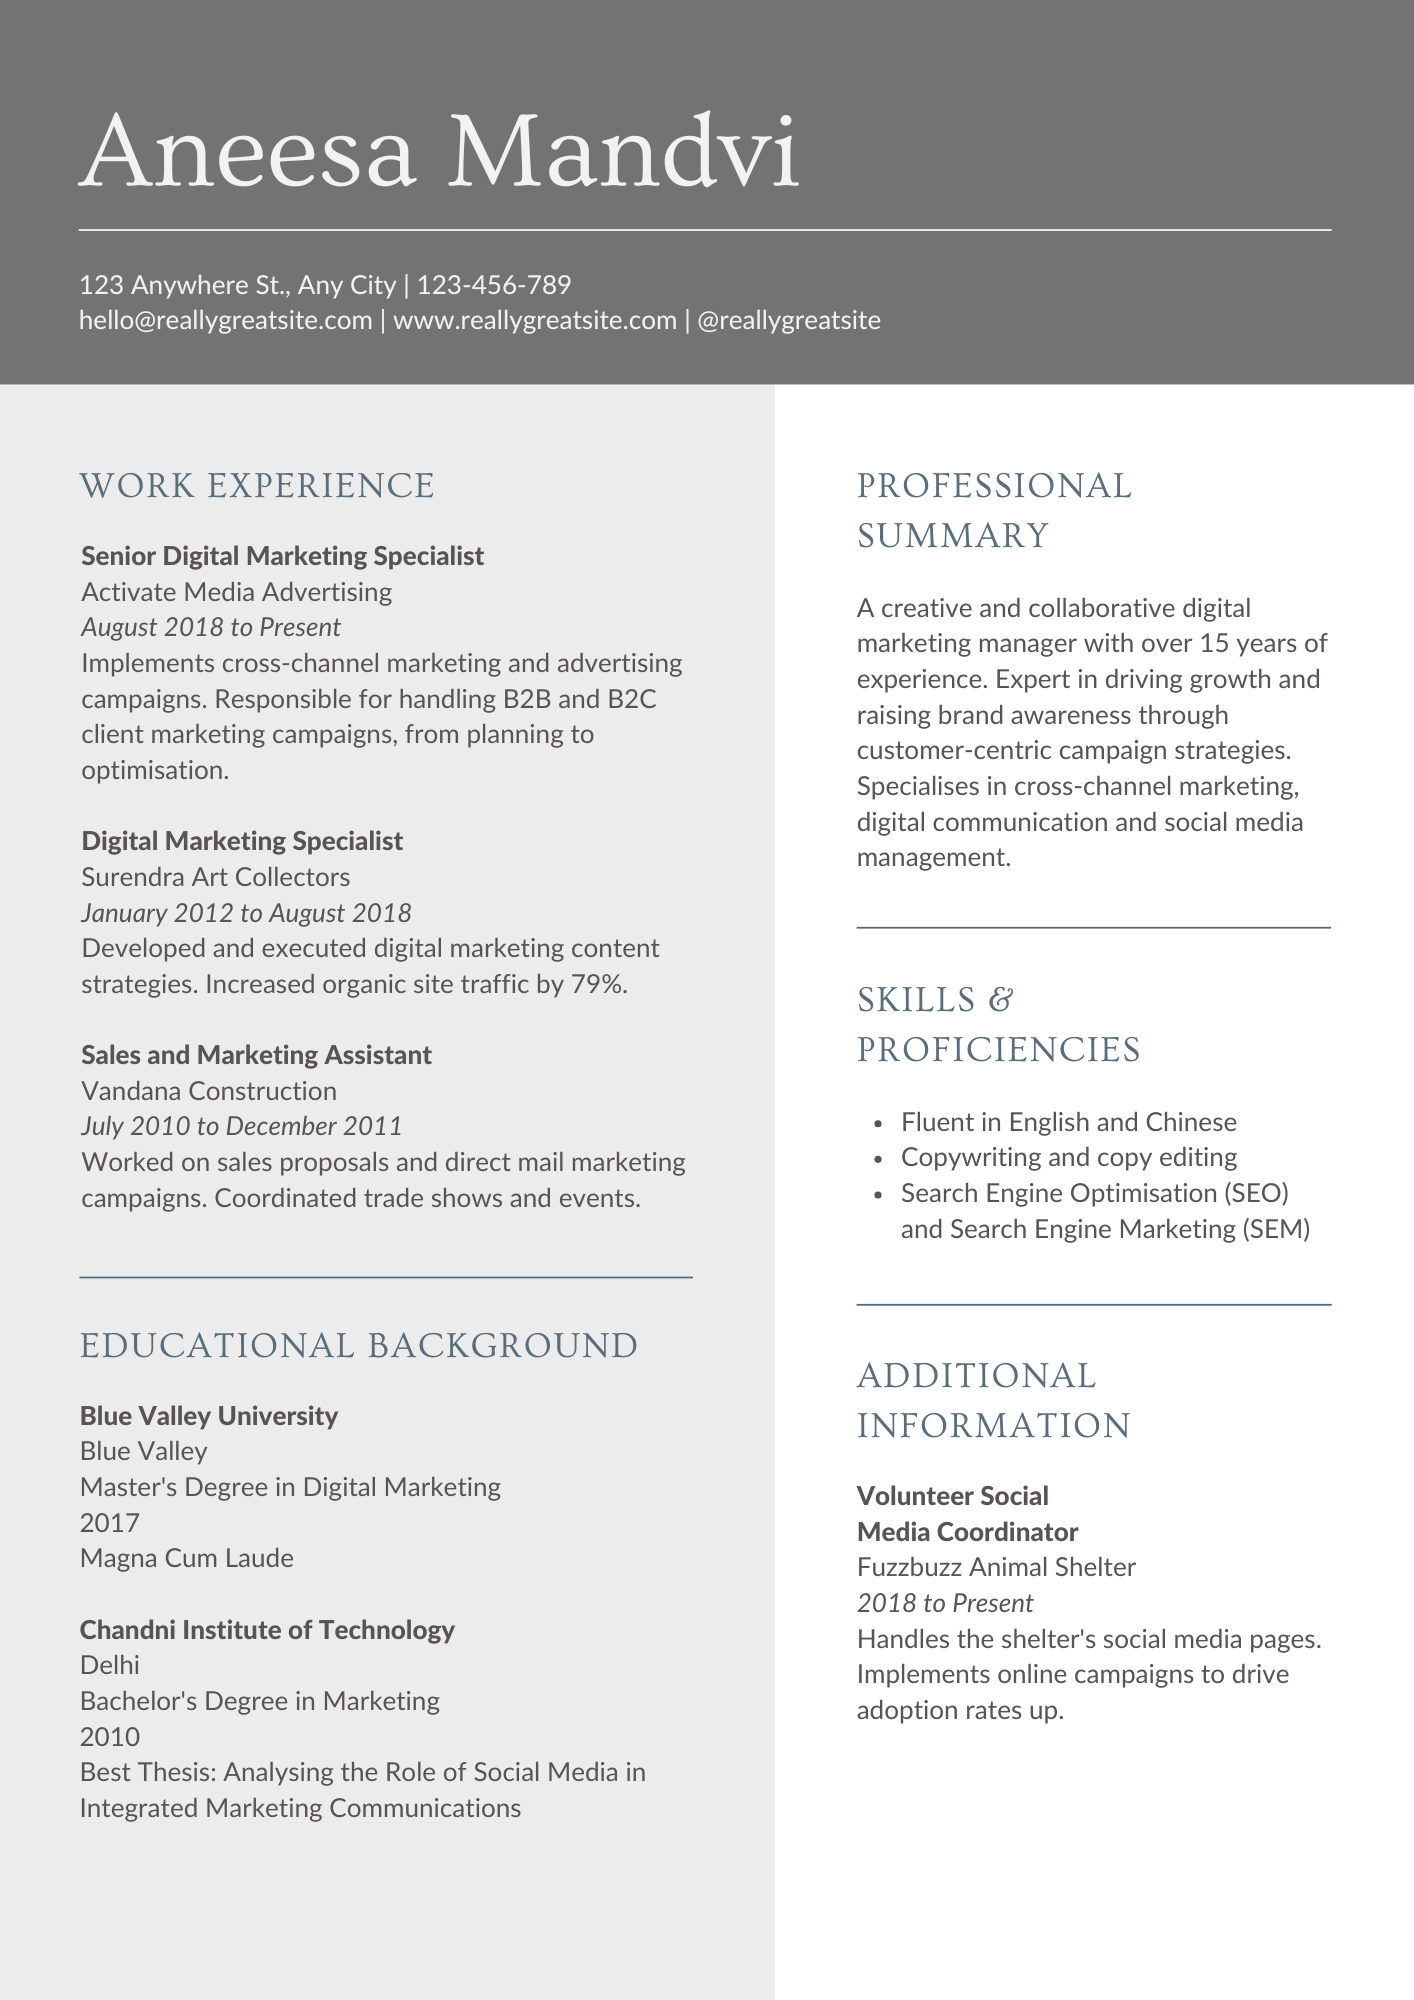 Aneesa Mandvi
123 Anywhere St., Any City | 123-456-789
hello@reallygreatsite.com | www.reallygreatsite.com | @reallygreatsite
WORK EXPERIENCE
Senior Digital Marketing Specialist
Activate Media Advertising
August 2018 to Present
Implements cross-channel marketing and advertising
campaigns. Responsible for handling B2B and B2C
client marketing campaigns, from planning to
optimisation.
Digital Marketing Specialist
Surendra Art Collectors
January 2012 to August 2018
Developed and executed digital marketing content
strategies. Increased organic site traffic by 79%.
Sales and Marketing Assistant
Vandana Construction
July 2010 to December 2011
Worked on sales proposals and direct mail marketing
campaigns. Coordinated trade shows and events.
EDUCATIONAL BACKGROUND
Blue Valley University
Blue Valley
Master's Degree in Digital Marketing
2017
Magna Cum Laude
Chandni Institute of Technology
Delhi
Bachelor's Degree in Marketing
2010
Best Thesis: Analysing the Role of Social Media in
Integrated Marketing Communications
PROFESSIONAL
SUMMARY
A creative and collaborative digital
marketing manager with over 15 years of
experience. Expert in driving growth and
raising brand awareness through
customer-centric campaign strategies.
Specialises in cross-channel marketing,
digital communication and social media
management.
SKILLS &
PROFICIENCIES
• Fluent in English and Chinese
• Copywriting and copy editing
• Search Engine Optimisation (SEO)
and Search Engine Marketing (SEM)
ADDITIONAL
INFORMATION
Volunteer Social
Media Coordinator
Fuzzbuzz Animal Shelter
2018 to Present
Handles the shelter's social media pages.
Implements online campaigns to drive
adoption rates up.